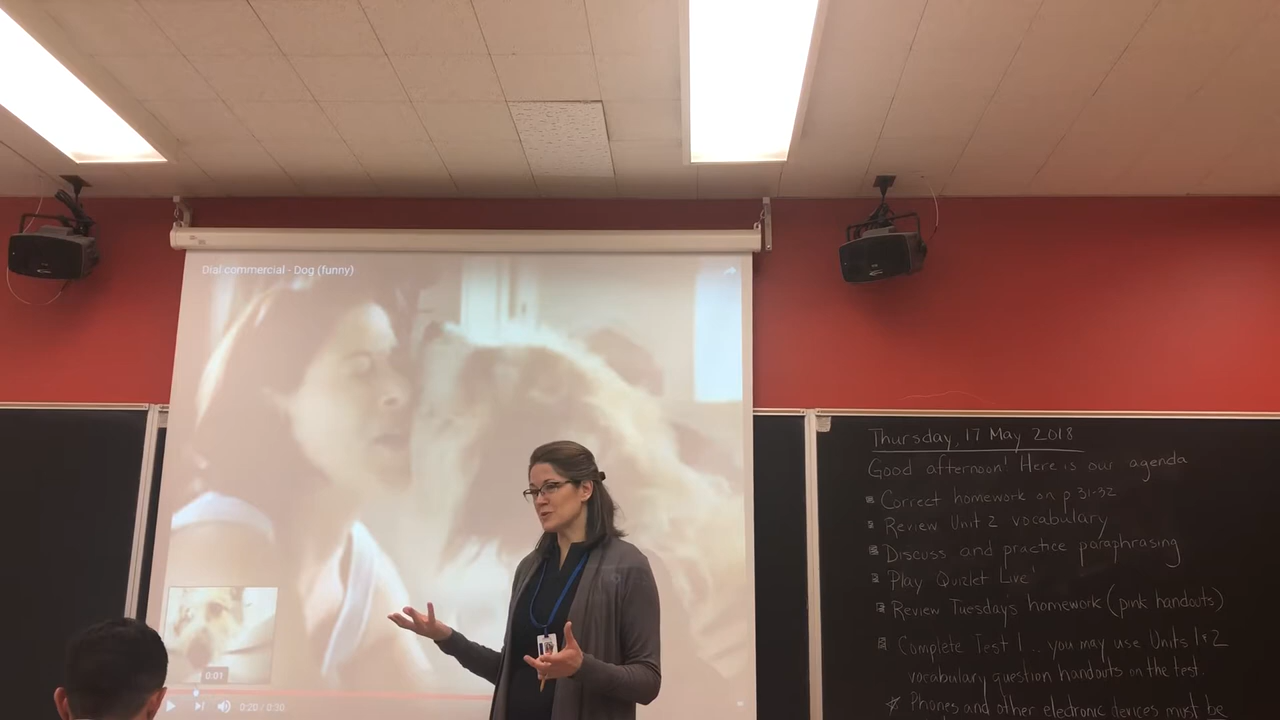 Dial commercial - Dog (funny)
0:01
0:20 / 0:30
Thursday, 17 May 2018
Good afternoon! Here is our agenda
Correct homework on p 31-32
Review Unit 2 vocabulary
Discuss and practice paraphrasing
Play Quizlet Live!
Review Tuesday's homework (pink handouts)
Complete Test 1 .. you may use Units 1 & 2
vocabulary question handouts on the test.
* Phones and other electronic devices must be